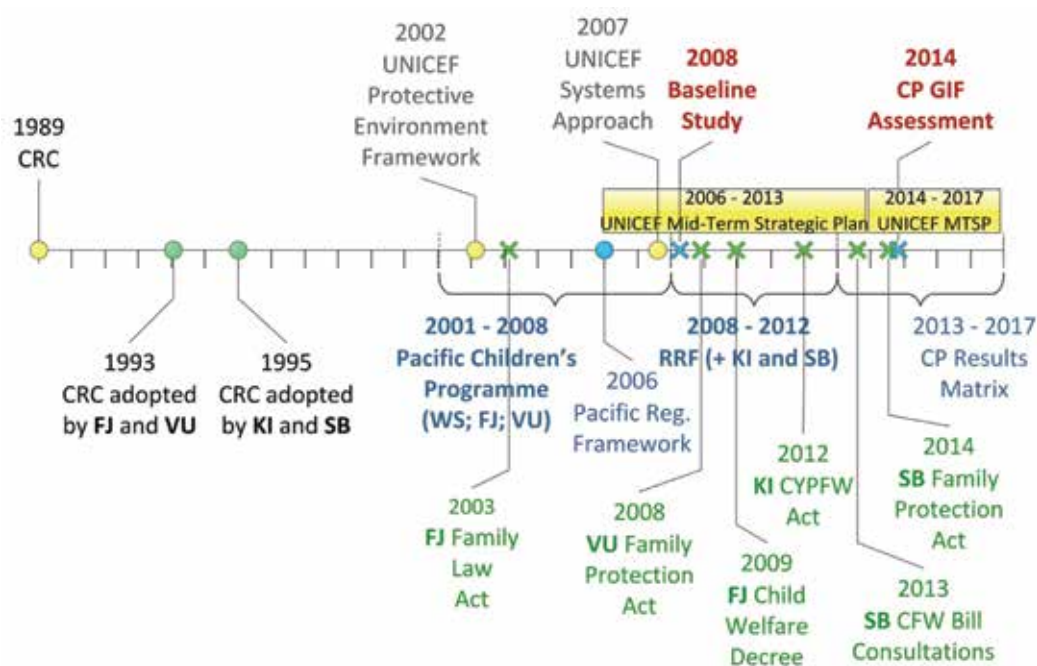 2002
UNICEF
Protective
Environment
Framework
2007
UNICEF
Systems
Approach
2008
Baseline
Study
2014
CP GIF
Assessment
1989
CRC
2006 - 2013
UNICEF Mid-Term Strategic Plan
2014 - 2017
UNICEF MTSP
1993
CRC adopted
by FJ and VU
1995
CRC adopted
by KI and SB
2001 - 2008
Pacific Children's
Programme
(WS; FJ; VU)
2006
Pacific Reg.
Framework
2008 - 2012
RRF (+ KI and SB)
2013 - 2017
CP Results
Matrix
2003
FJ Family
Law
Act
2008
VU Family
Protection
Act
2009
FJ Child
Welfare
Decree
2012
KI CYPFW
Act
2014
SB Family
Protection
Act
2013
SB CFW Bill
Consultations